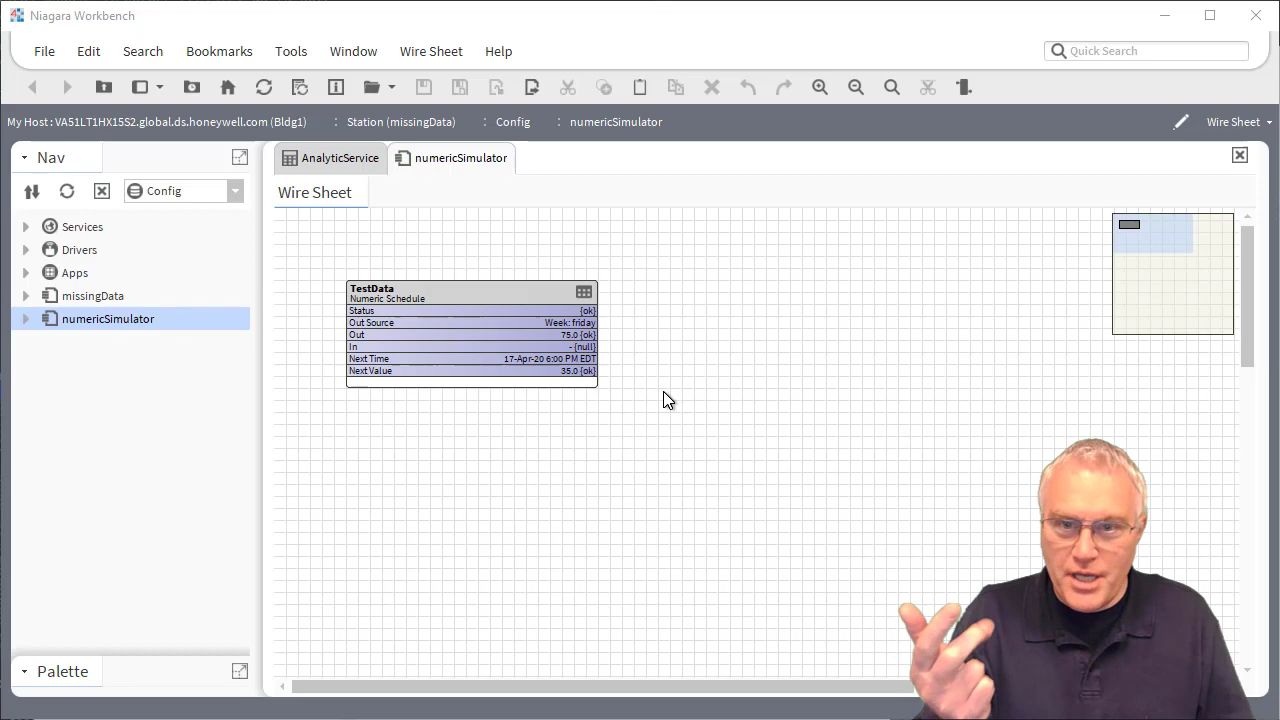 Niagara Workbench
File Edit Search Bookmarks Tools Window Wire Sheet Help
Quick Search
My Host : VA51LT1HX15S2.global.ds.honeywell.com (Bldg1) : Station (missingData) : Config : numericSimulator
Wire Sheet
Nav
AnalyticService
numericSimulator
Config
Wire Sheet
Services
Drivers
Apps
missingData
numericSimulator
TestData
Numeric Schedule
Status {ok}
Out Source Week: friday
Out 75.0 {ok}
In - {null}
Next Time 17-Apr-20 6:00 PM EDT
Next Value 35.0 {ok}
Palette